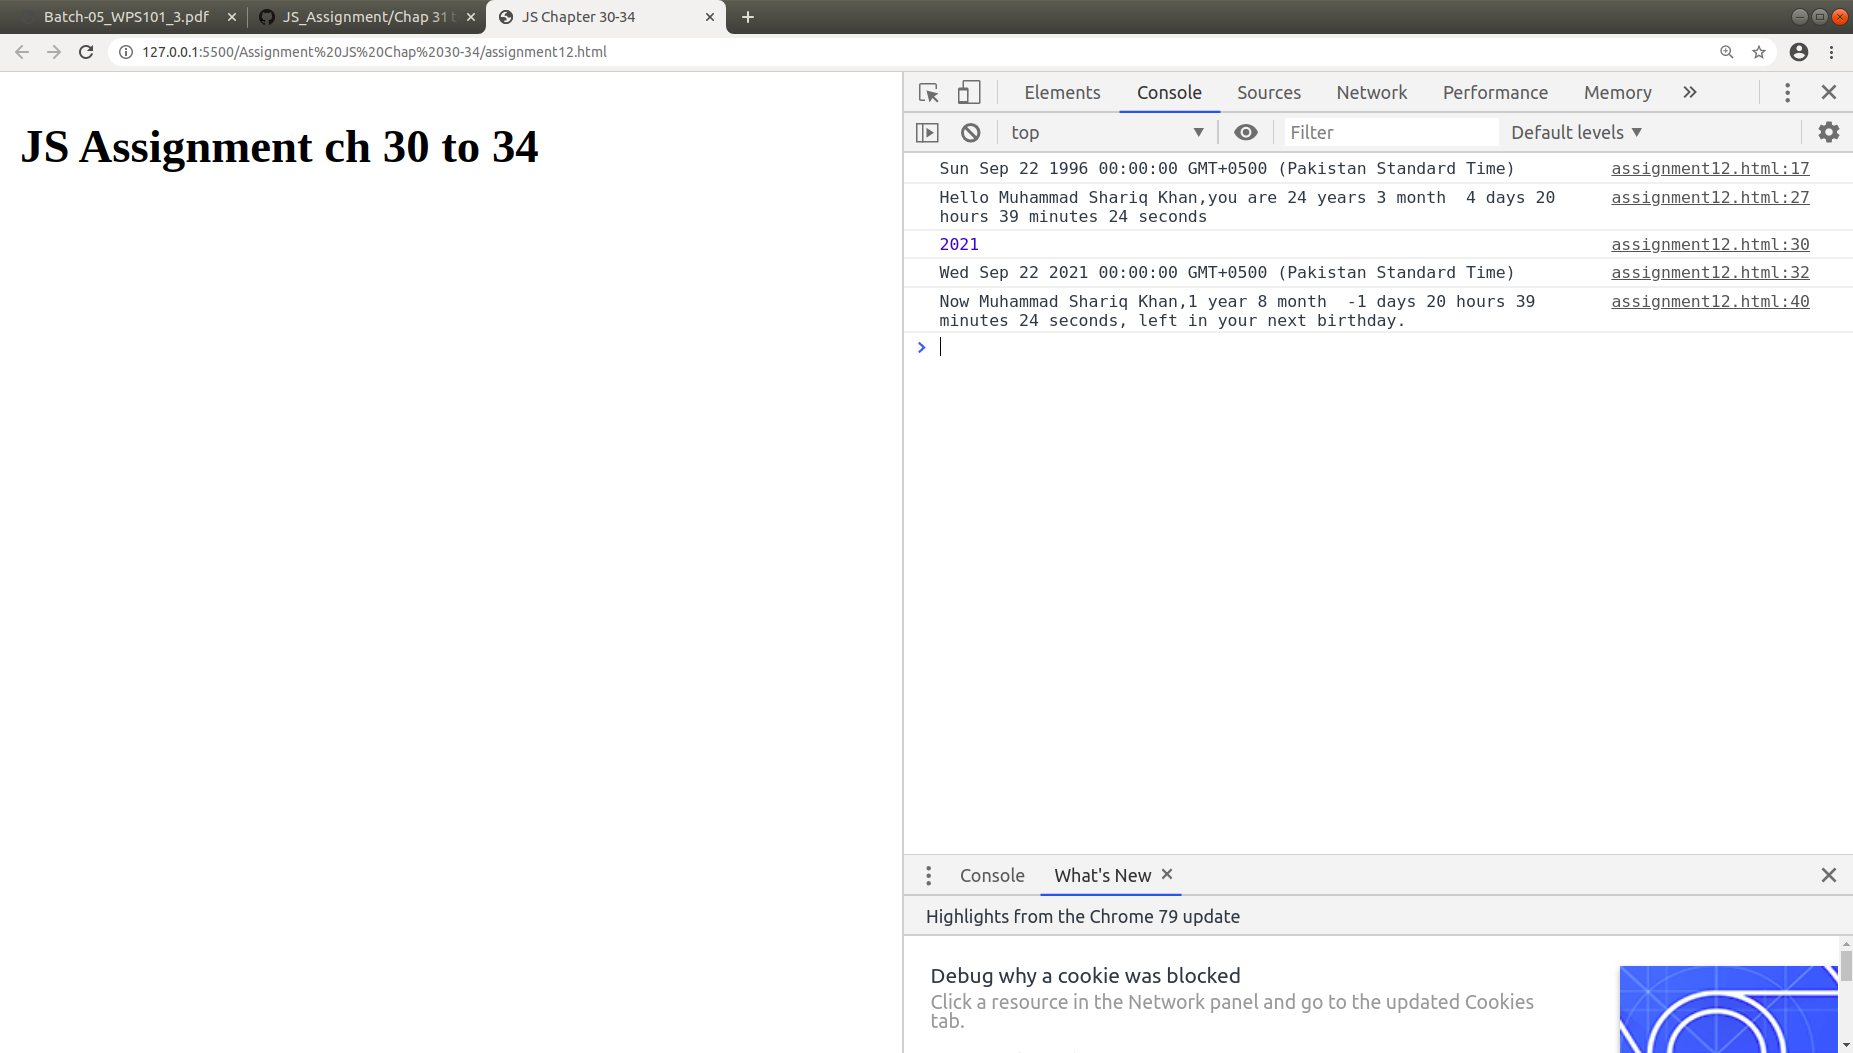 Batch-05_WPS101_3.pdf
JS_Assignment/Chap 31 t
JS Chapter 30-34
127.0.0.1:5500/Assignment%20JS%20Chap%2030-34/assignment12.html
JS Assignment ch 30 to 34
Elements Console Sources Network Performance Memory
top Filter Default levels
Sun Sep 22 1996 00:00:00 GMT+0500 (Pakistan Standard Time) assignment12.html:17
Hello Muhammad Shariq Khan,you are 24 years 3 month  4 days 20 assignment12.html:27
hours 39 minutes 24 seconds
2021 assignment12.html:30
Wed Sep 22 2021 00:00:00 GMT+0500 (Pakistan Standard Time) assignment12.html:32
Now Muhammad Shariq Khan,1 year 8 month  -1 days 20 hours 39 assignment12.html:40
minutes 24 seconds, left in your next birthday.
Console What's New
Highlights from the Chrome 79 update
Debug why a cookie was blocked
Click a resource in the Network panel and go to the updated Cookies
tab.